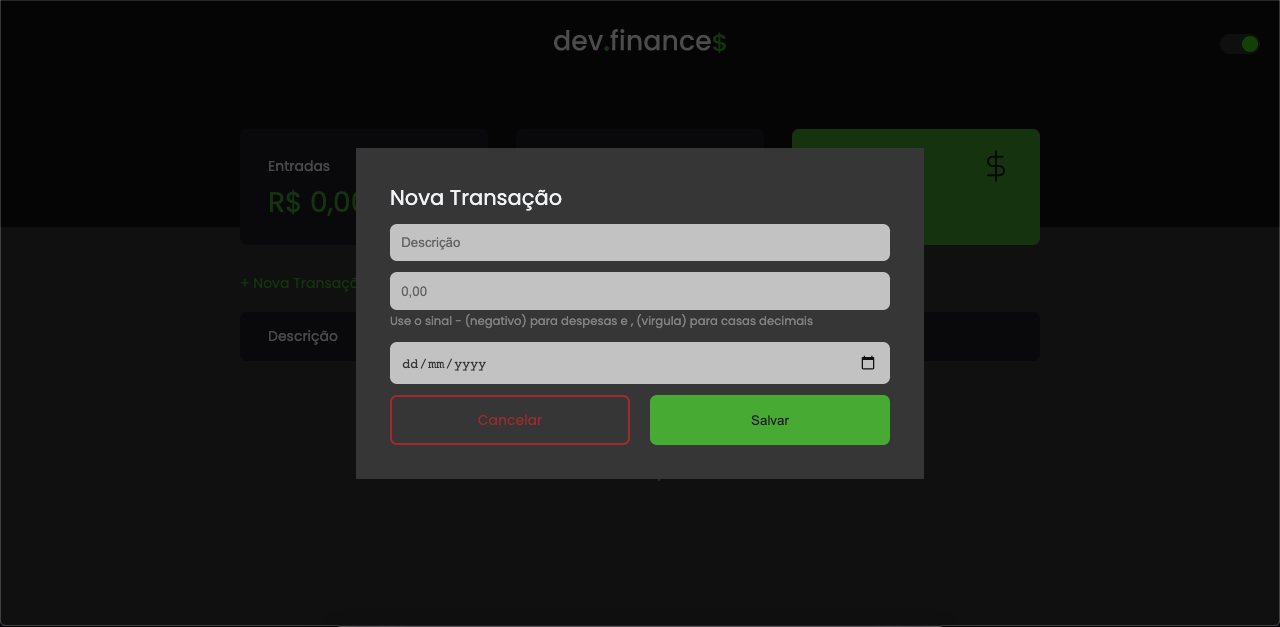 dev.finance$
Entradas
R$ 0,00
$
+ Nova Transaçã
Descrição
Nova Transação
Descrição
0,00
Use o sinal - (negativo) para despesas e , (virgula) para casas decimais
dd/mm/yyyy
Cancelar
Salvar